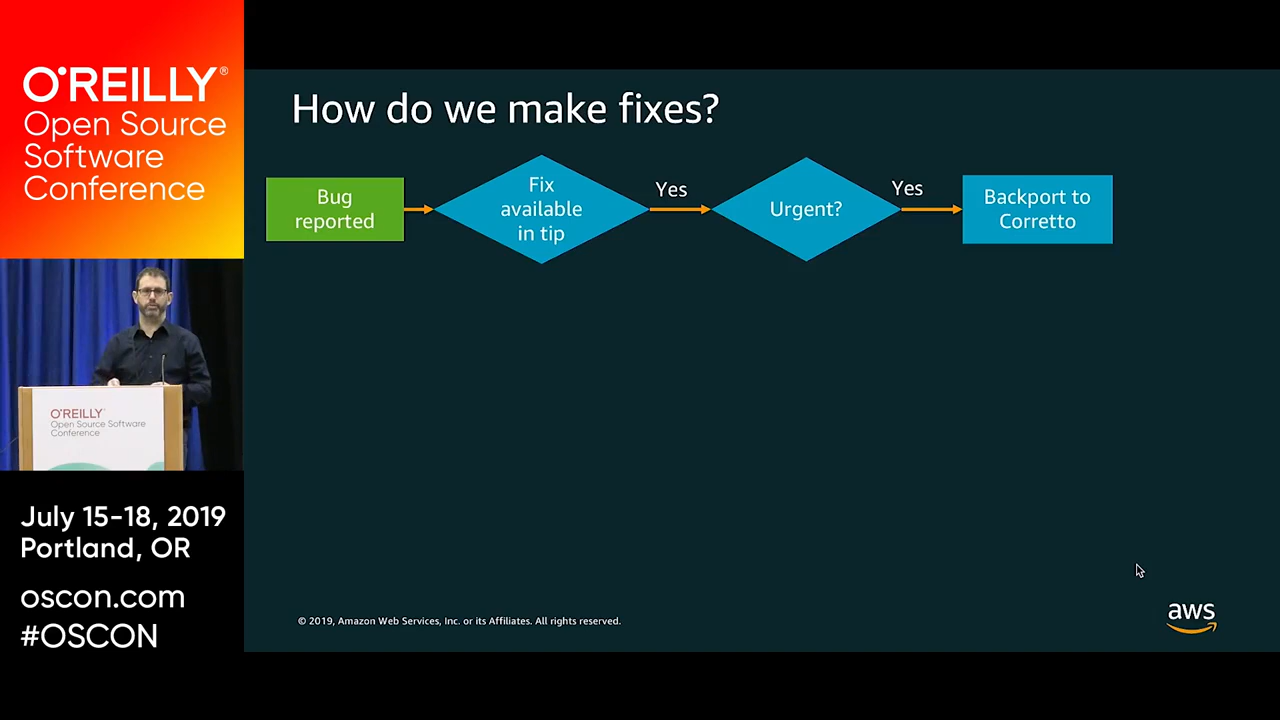 O'REILLY®
Open Source
Software
Conference
O'REILLY®
Open Source Software
Conference
July 15-18, 2019
Portland, OR
oscon.com
#OSCON
How do we make fixes?
Bug
reported
Fix
available
in tip
Yes
Urgent?
Yes
Backport to
Corretto
© 2019, Amazon Web Services, Inc. or its Affiliates. All rights reserved.
aws